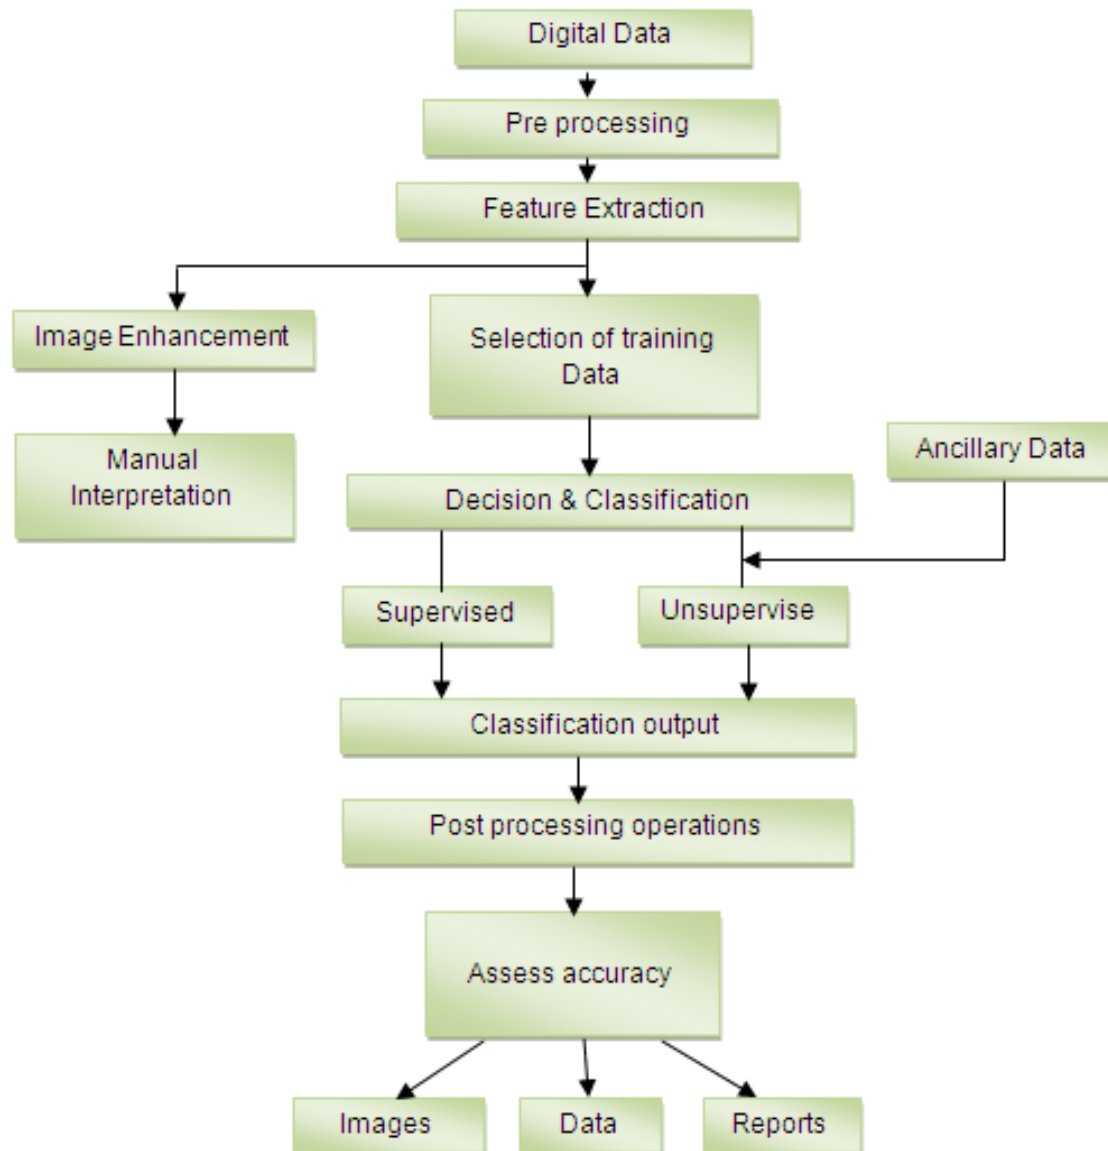 Digital Data
Pre processing
Feature Extraction
Image Enhancement
Selection of training
Data
Manual
Interpretation
Ancillary Data
Decision & Classification
Supervised
Unsupervise
Classification output
Post processing operations
Assess accuracy
Images
Data
Reports